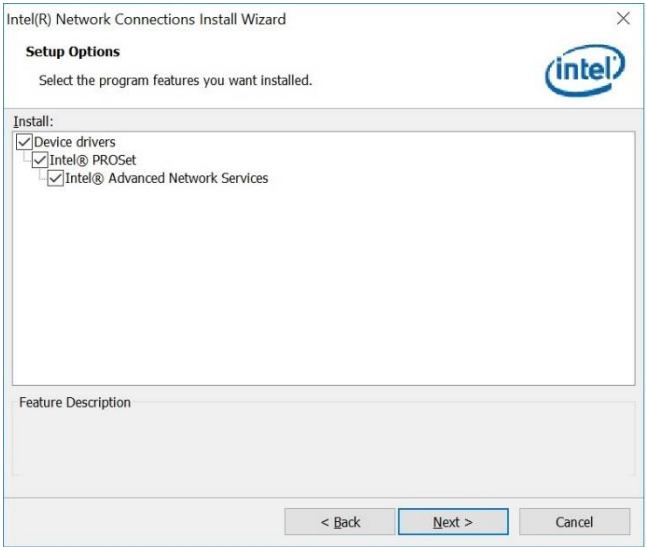 Intel(R) Network Connections Install Wizard
Setup Options
Select the program features you want installed.
intel
Install:
Device drivers
Intel® PROSet
Intel® Advanced Network Services
Feature Description
< Back Next > Cancel